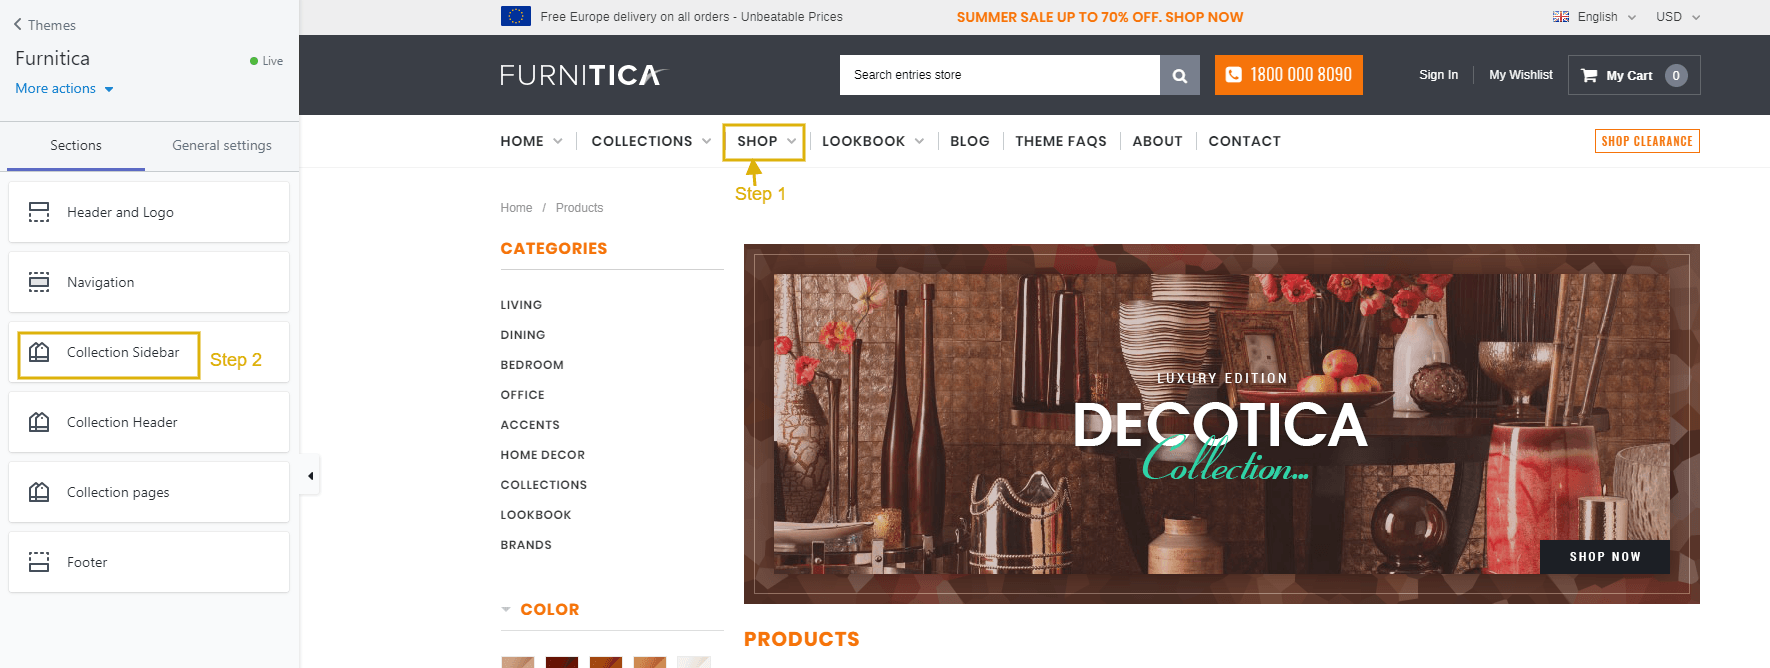 Themes
Furnitica
Live
More actions
Sections
General settings
Header and Logo
Navigation
Collection Sidebar
Step 2
Collection Header
Collection pages
Footer
Free Europe delivery on all orders - Unbeatable Prices
SUMMER SALE UP TO 70% OFF. SHOP NOW
English
USD
FURNITICA
Search entries store
1800 000 8090
Sign In
My Wishlist
My Cart 0
HOME
COLLECTIONS
SHOP
LOOKBOOK
BLOG
THEME FAQS
ABOUT
CONTACT
SHOP CLEARANCE
Step 1
Home / Products
CATEGORIES
LIVING
DINING
BEDROOM
OFFICE
ACCENTS
HOME DECOR
COLLECTIONS
LOOKBOOK
BRANDS
COLOR
LUXURY EDITION
DECOTICA
Collection...
SHOP NOW
PRODUCTS